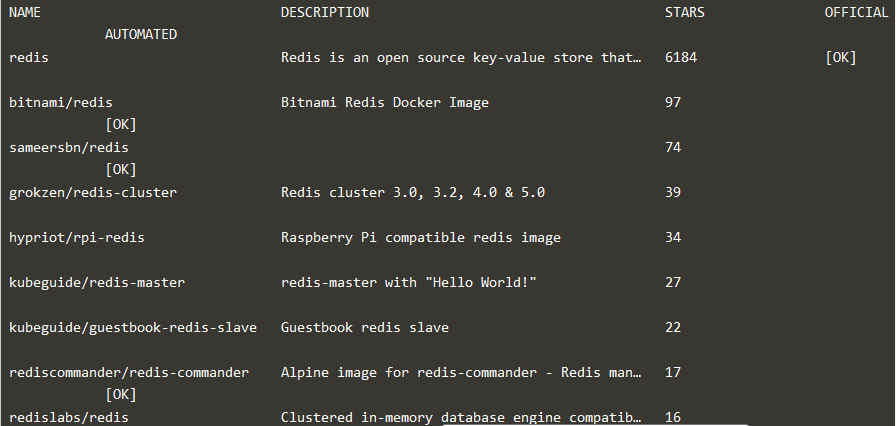 NAME DESCRIPTION STARS OFFICIAL
AUTOMATED
redis Redis is an open source key-value store that… 6184 [OK]
bitnami/redis Bitnami Redis Docker Image 97
[OK]
sameersbn/redis 74
[OK]
grokzen/redis-cluster Redis cluster 3.0, 3.2, 4.0 & 5.0 39
hypriot/rpi-redis Raspberry Pi compatible redis image 34
kubeguide/redis-master redis-master with "Hello World!" 27
kubeguide/guestbook-redis-slave Guestbook redis slave 22
rediscommander/redis-commander Alpine image for redis-commander - Redis man… 17
[OK]
redislabs/redis Clustered in-memory database engine compatib… 16